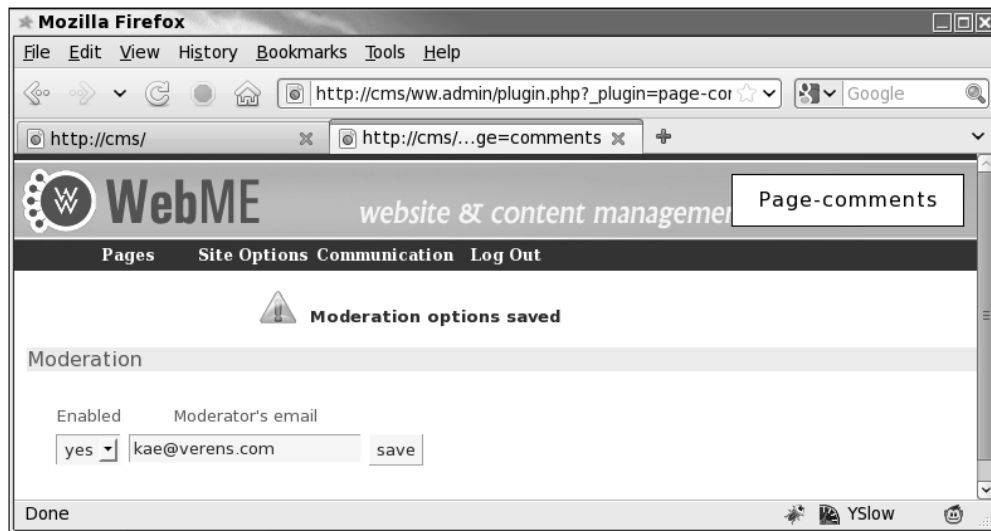 Mozilla Firefox
File Edit View History Bookmarks Tools Help
http://cms/ww.admin/plugin.php?_plugin=page-cor Google
http://cms/ http://cms/...ge=comments
WebME website & content managemen Page-comments
Pages Site Options Communication Log Out
Moderation options saved
Moderation
Enabled Moderator's email
yes kae@verens.com save
Done YSlow